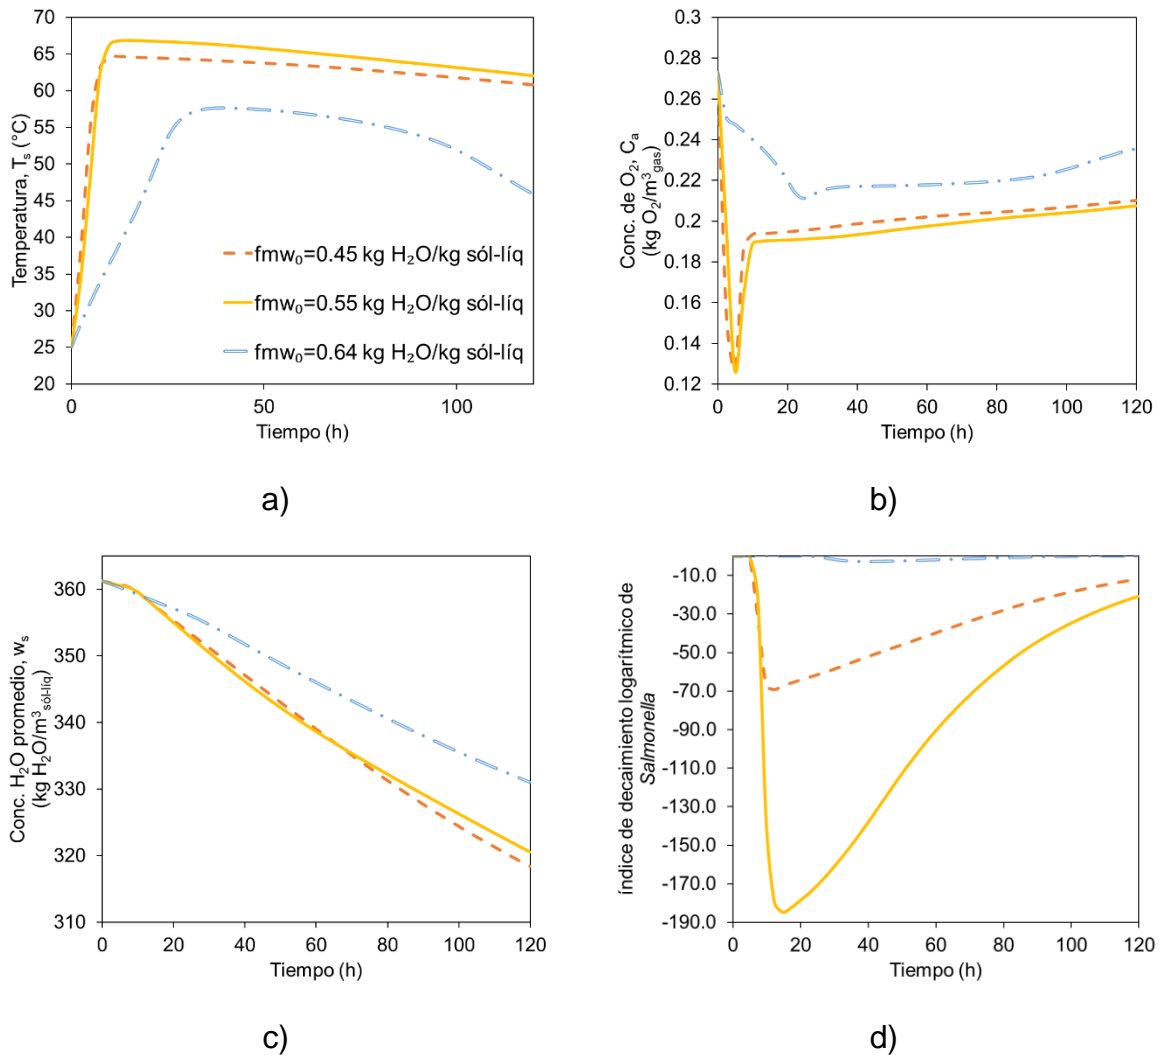 70
65
60
55
50
45
40
35
30
25
20
Temperatura, Tₛ (°C)
fmw₀=0.45 kg H₂O/kg sól-líq
fmw₀=0.55 kg H₂O/kg sól-líq
fmw₀=0.64 kg H₂O/kg sól-líq
0 50 100
Tiempo (h)
a)
0.3
0.28
0.26
0.24
0.22
0.2
0.18
0.16
0.14
0.12
Conc. de O₂, Cₐ
(kg O₂/m³gas)
0 20 40 60 80 100 120
Tiempo (h)
b)
360
350
340
330
320
310
Conc. H₂O promedio, wₛ
(kg H₂O/m³sól-líq)
0 20 40 60 80 100 120
Tiempo (h)
c)
-10.0
-30.0
-50.0
-70.0
-90.0
-110.0
-130.0
-150.0
-170.0
-190.0
índice de decaimiento logarítmico de
Salmonella
0 20 40 60 80 100 120
Tiempo (h)
d)